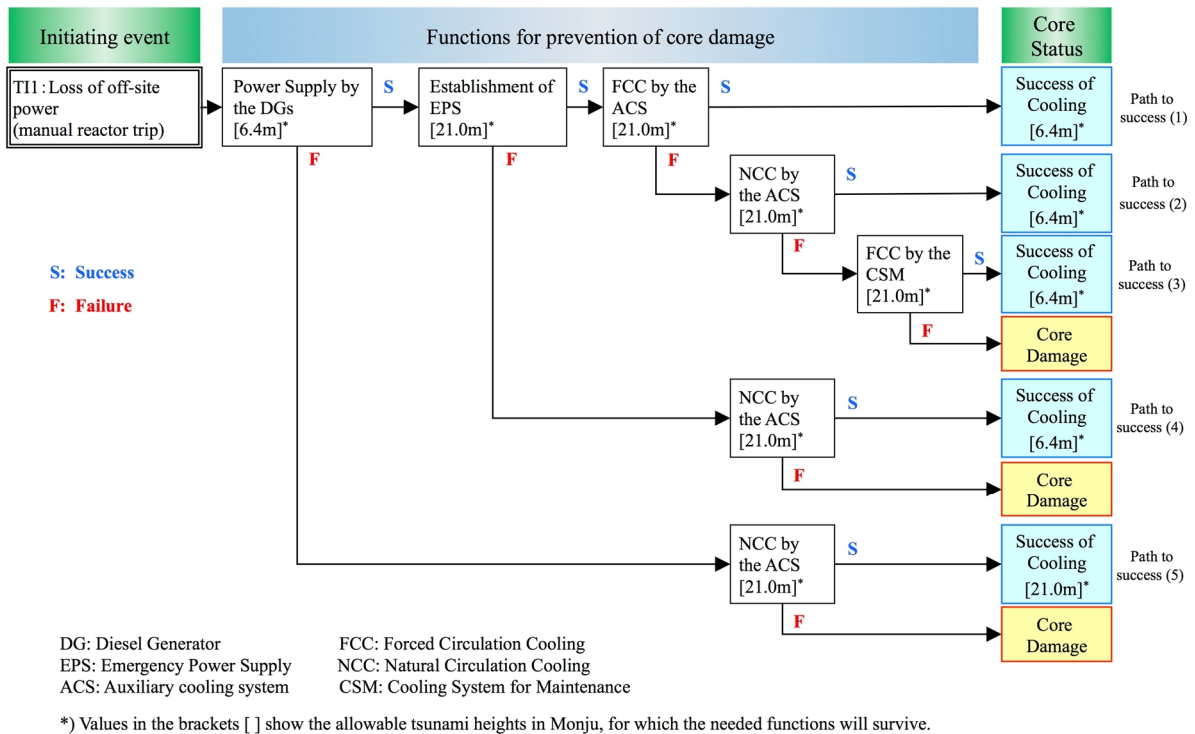 Initiating event
Functions for prevention of core damage
Core
Status
TI1 : Loss of off-site
power
(manual reactor trip)
Power Supply by
the DGs
[6.4m]*
S
F
Establishment of
EPS
[21.0m]*
S
F
FCC by the
ACS
[21.0m]*
S
F
Success of
Cooling
[6.4m]*
Path to
success (1)
NCC by
the ACS
[21.0m]*
S
F
Success of
Cooling
[6.4m]*
Path to
success (2)
FCC by the
CSM
[21.0m]*
S
F
Success of
Cooling
[6.4m]*
Path to
success (3)
Core
Damage
S: Success
F: Failure
NCC by
the ACS
[21.0m]*
S
F
Success of
Cooling
[6.4m]*
Path to
success (4)
Core
Damage
NCC by
the ACS
[21.0m]*
S
F
Success of
Cooling
[21.0m]*
Path to
success (5)
Core
Damage
DG: Diesel Generator
EPS: Emergency Power Supply
ACS: Auxiliary cooling system
FCC: Forced Circulation Cooling
NCC: Natural Circulation Cooling
CSM: Cooling System for Maintenance
*) Values in the brackets [ ] show the allowable tsunami heights in Monju, for which the needed functions will survive.